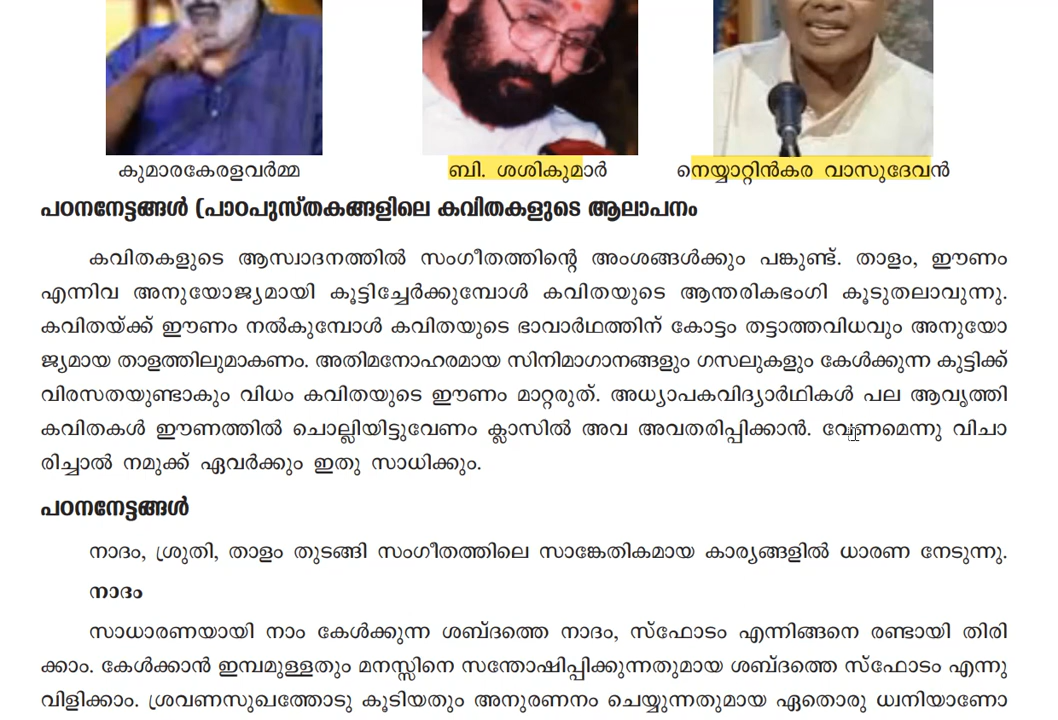 കുമാരകേരളവർമ്മ
ബി. ശശികുമാർ
നെയ്യാറ്റിൻകര വാസുദേവൻ
പഠനനേട്ടങ്ങൾ (പാഠപുസ്തകങ്ങളിലെ കവിതകളുടെ ആലാപനം
കവിതകളുടെ ആസ്വാദനത്തിൽ സംഗീതത്തിന്റെ അംശങ്ങൾക്കും പങ്കുണ്ട്. താളം, ഈണം
എന്നിവ അനുയോജ്യമായി കൂട്ടിച്ചേർക്കുമ്പോൾ കവിതയുടെ ആന്തരികഭംഗി കൂടുതലാവുന്നു.
കവിതയ്ക്ക് ഈണം നൽകുമ്പോൾ കവിതയുടെ ഭാവാർഥത്തിന് കോട്ടം തട്ടാത്തവിധവും അനുയോ
ജ്യമായ താളത്തിലുമാകണം. അതിമനോഹരമായ സിനിമാഗാനങ്ങളും ഗസലുകളും കേൾക്കുന്ന കുട്ടിക്ക്
വിരസതയുണ്ടാകും വിധം കവിതയുടെ ഈണം മാറ്റരുത്. അധ്യാപകവിദ്യാർഥികൾ പല ആവൃത്തി
കവിതകൾ ഈണത്തിൽ ചൊല്ലിയിട്ടുവേണം ക്ലാസിൽ അവ അവതരിപ്പിക്കാൻ. വേണമെന്നു വിചാ
രിച്ചാൽ നമുക്ക് ഏവർക്കും ഇതു സാധിക്കും.
പഠനനേട്ടങ്ങൾ
നാദം, ശ്രുതി, താളം തുടങ്ങി സംഗീതത്തിലെ സാങ്കേതികമായ കാര്യങ്ങളിൽ ധാരണ നേടുന്നു.
നാദം
സാധാരണയായി നാം കേൾക്കുന്ന ശബ്ദത്തെ നാദം, സ്ഫോടം എന്നിങ്ങനെ രണ്ടായി തിരി
ക്കാം. കേൾക്കാൻ ഇമ്പമുള്ളതും മനസ്സിനെ സന്തോഷിപ്പിക്കുന്നതുമായ ശബ്ദത്തെ സ്ഫോടം എന്നു
വിളിക്കാം. ശ്രവണസുഖത്തോടു കൂടിയതും അനുരണനം ചെയ്യുന്നതുമായ ഏതൊരു ധ്വനിയാണോ